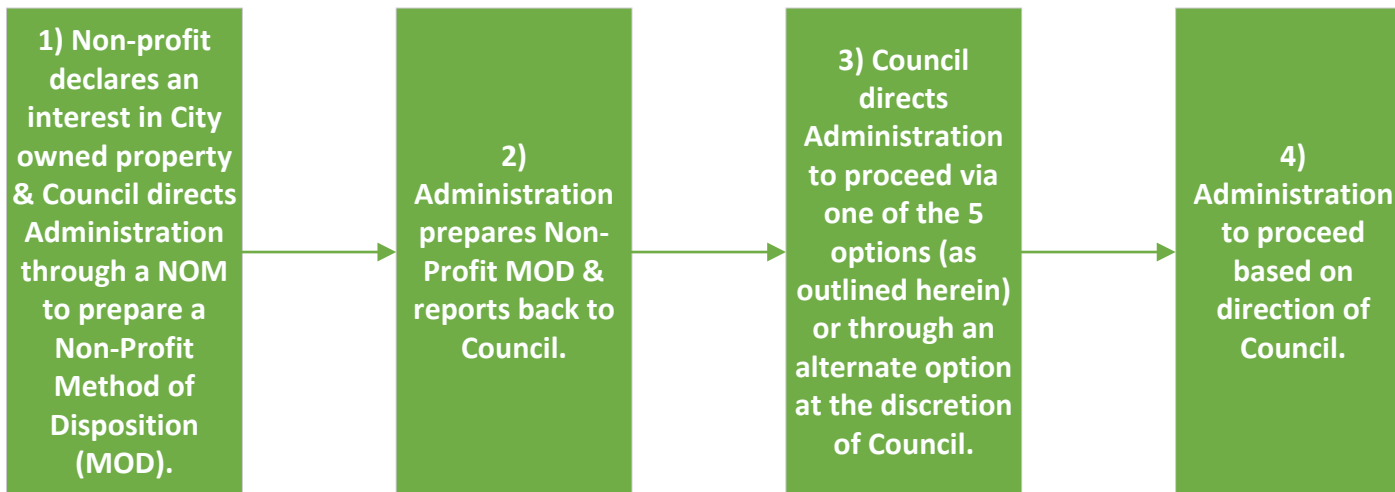 1) Non-profit
declares an
interest in City
owned property
& Council directs
Administration
through a NOM
to prepare a
Non-Profit
Method of
Disposition
(MOD).
2)
Administration
prepares Non-
Profit MOD &
reports back to
Council.
3) Council
directs
Administration
to proceed via
one of the 5
options (as
outlined herein)
or through an
alternate option
at the discretion
of Council.
4)
Administration
to proceed
based on
direction of
Council.